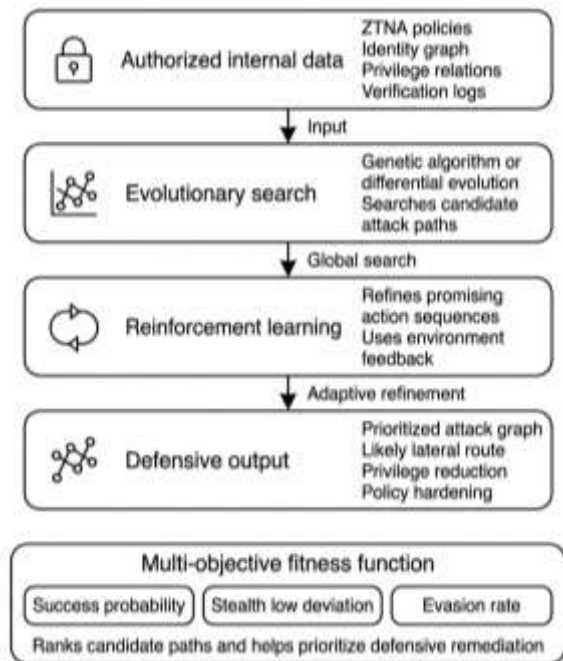 Authorized internal data
ZTNA policies
Identity graph
Privilege relations
Verification logs
Input
Evolutionary search
Genetic algorithm or
differential evolution
Searches candidate
attack paths
Global search
Reinforcement learning
Refines promising
action sequences
Uses environment
feedback
Adaptive refinement
Defensive output
Prioritized attack graph
Likely lateral route
Privilege reduction
Policy hardening
Multi-objective fitness function
Success probability
Stealth low deviation
Evasion rate
Ranks candidate paths and helps prioritize defensive remediation